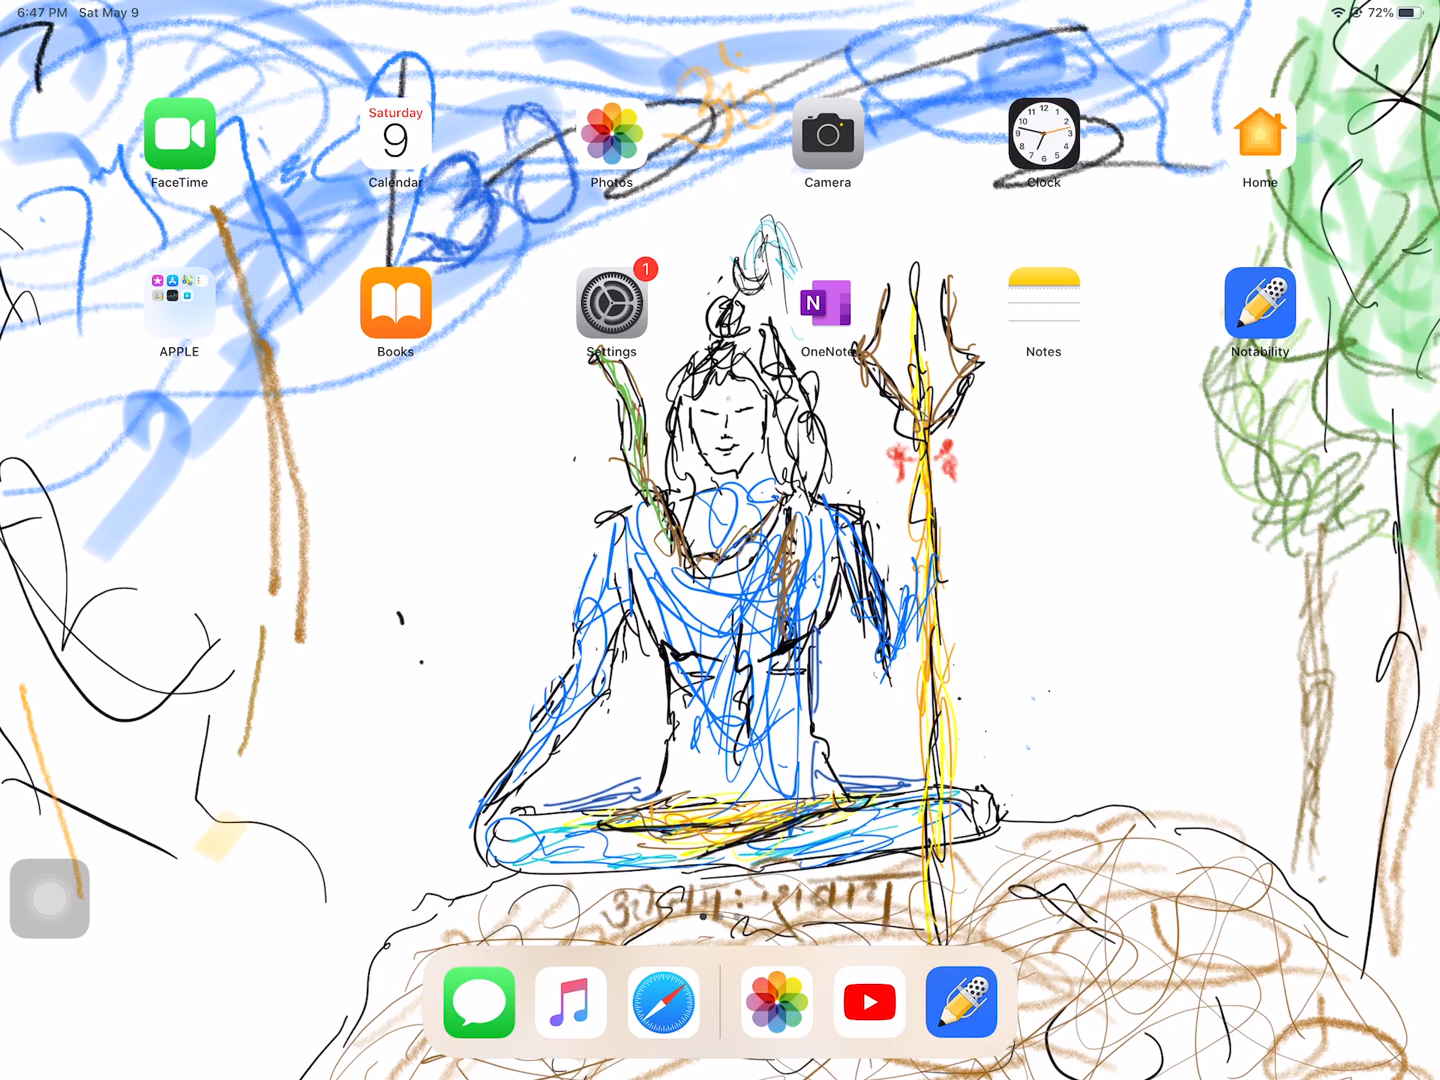 6:47 PM Sat May 9
72%
ॐ
Saturday
9
FaceTime
Calendar
Photos
Camera
Clock
Home
1
N
APPLE
Books
Settings
OneNote
Notes
Notability